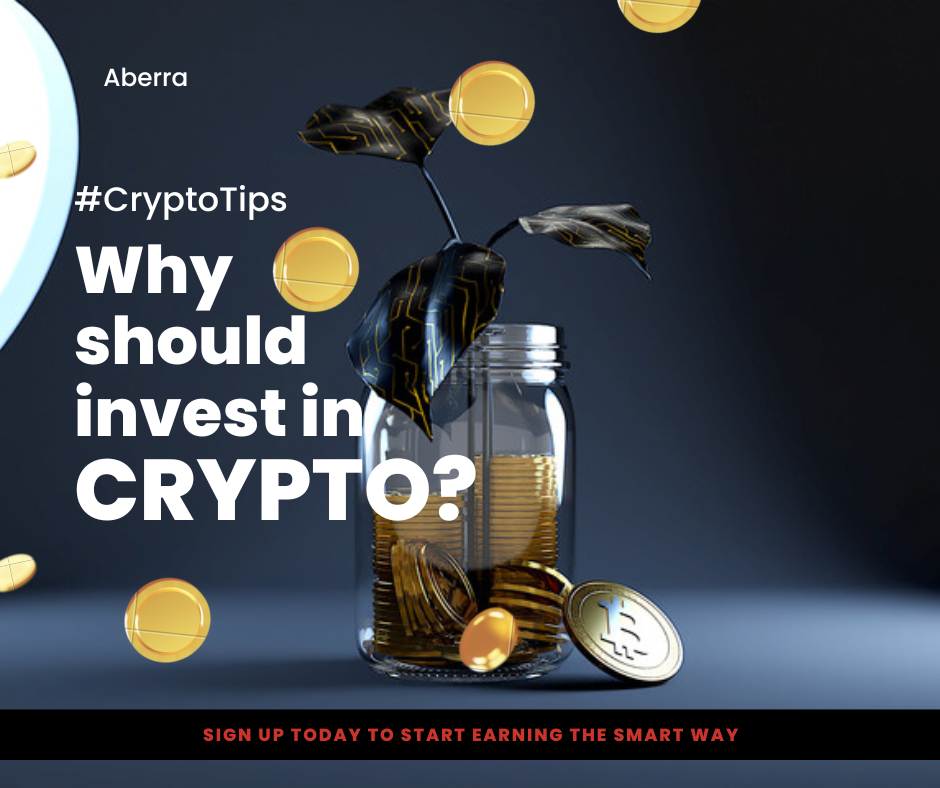 Aberra
#CryptoTips
Why
should
invest in
CRYPTO?
SIGN UP TODAY TO START EARNING THE SMART WAY